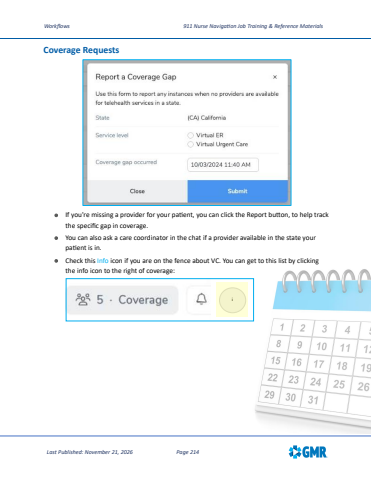 Workflows
911 Nurse Navigation Job Training & Reference Materials
Coverage Requests
Report a Coverage Gap ×
Use this form to report any instances when no providers are available
for telehealth services in a state.
State (CA) California
Service level Virtual ER
Virtual Urgent Care
Coverage gap occurred 10/03/2024 11:40 AM
Close Submit
If you're missing a provider for your patient, you can click the Report button, to help track
the specific gap in coverage.
You can also ask a care coordinator in the chat if a provider available in the state your
patient is in.
Check this Info icon if you are on the fence about VC. You can get to this list by clicking
the info icon to the right of coverage:
5 · Coverage
1 2 3 4
8 9 10 11
15 16 17 18 19
22 23 24 25 26
29 30 31
Last Published: November 21, 2026 Page 214 GMR